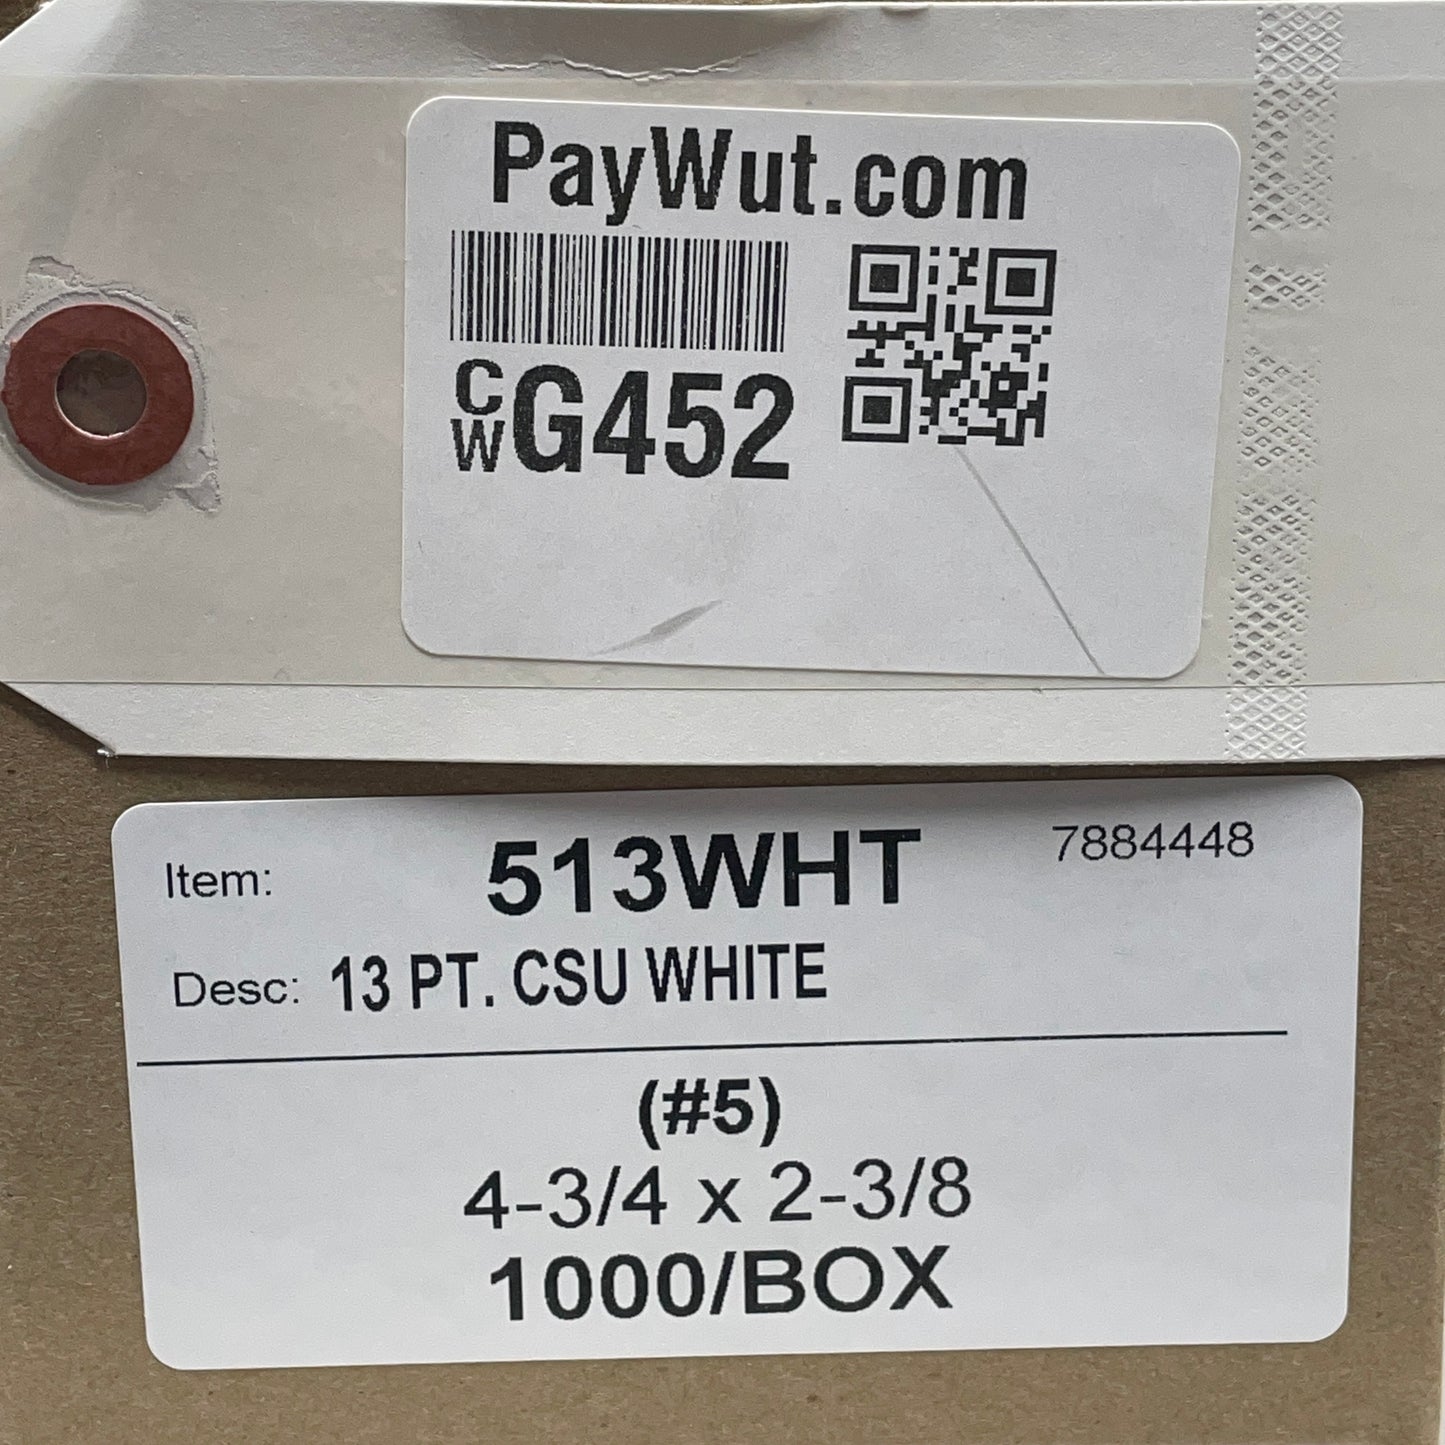 PayWut.com
CW G452
Item: 513WHT 7884448
Desc: 13 PT. CSU WHITE
(#5)
4-3/4 x 2-3/8
1000/BOX